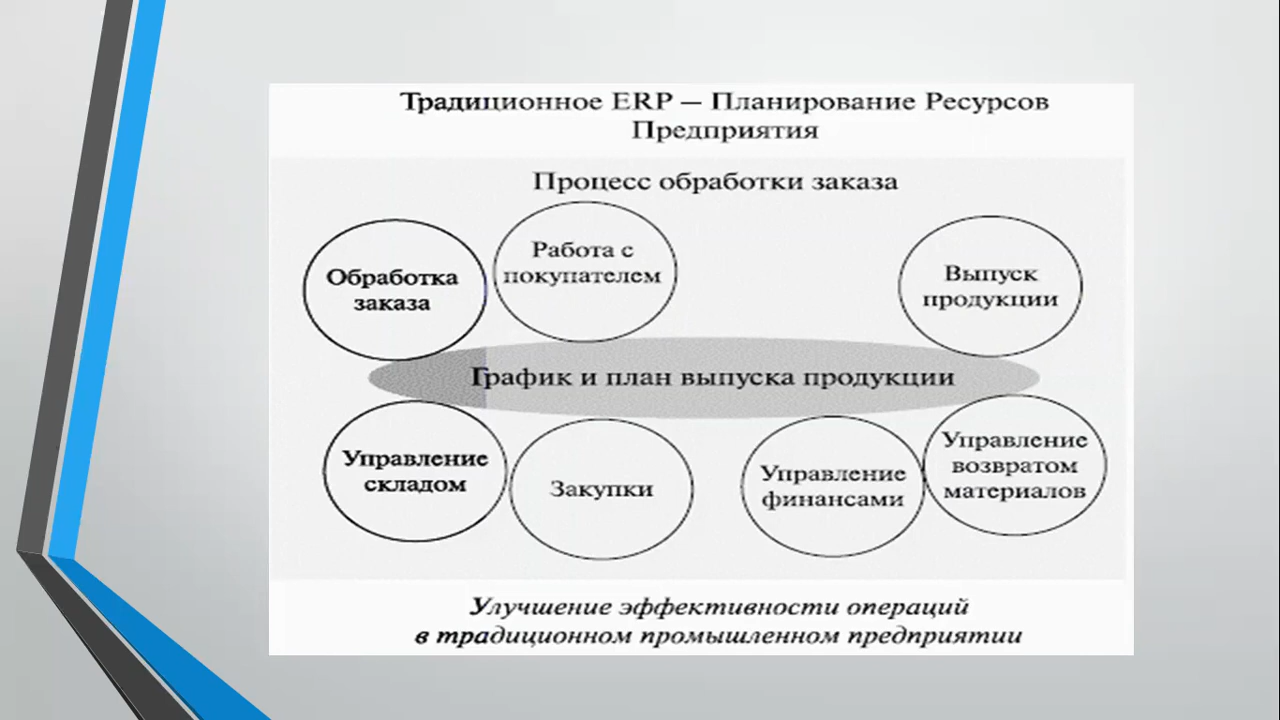 Традиционное ERP — Планирование Ресурсов
Предприятия
Процесс обработки заказа
Обработка
заказа
Работа с
покупателем
Выпуск
продукции
График и план выпуска продукции
Управление
складом
Закупки
Управление
финансами
Управление
возвратом
материалов
Улучшение эффективности операций
в традиционном промышленном предприятии